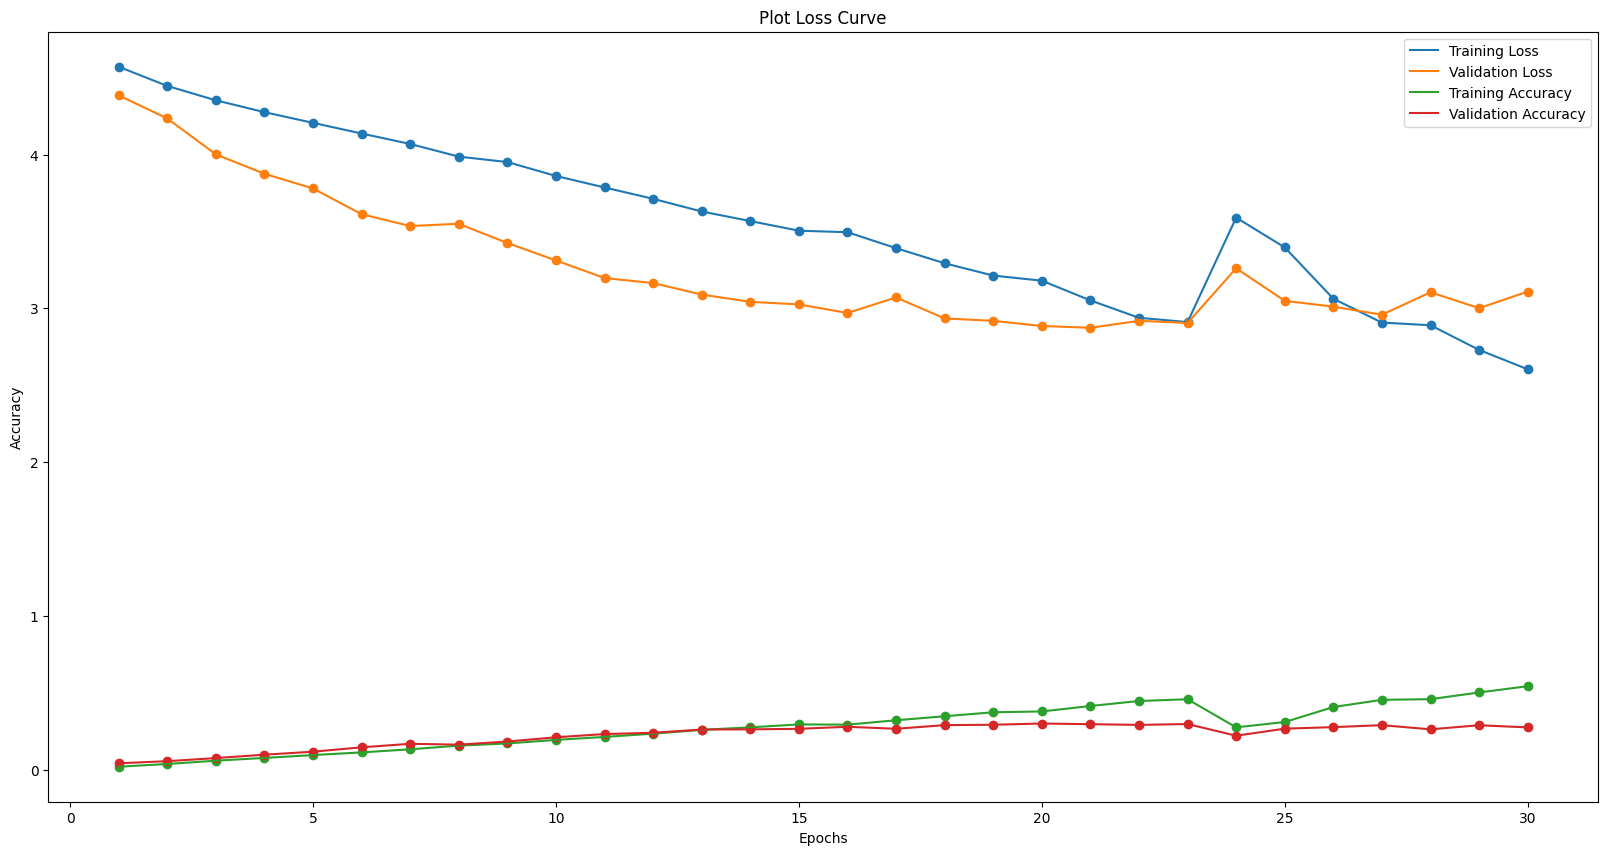 Plot Loss Curve
Training Loss
Validation Loss
Training Accuracy
Validation Accuracy
Accuracy
4
3
2
1
0
0 5 10 15 20 25 30
Epochs